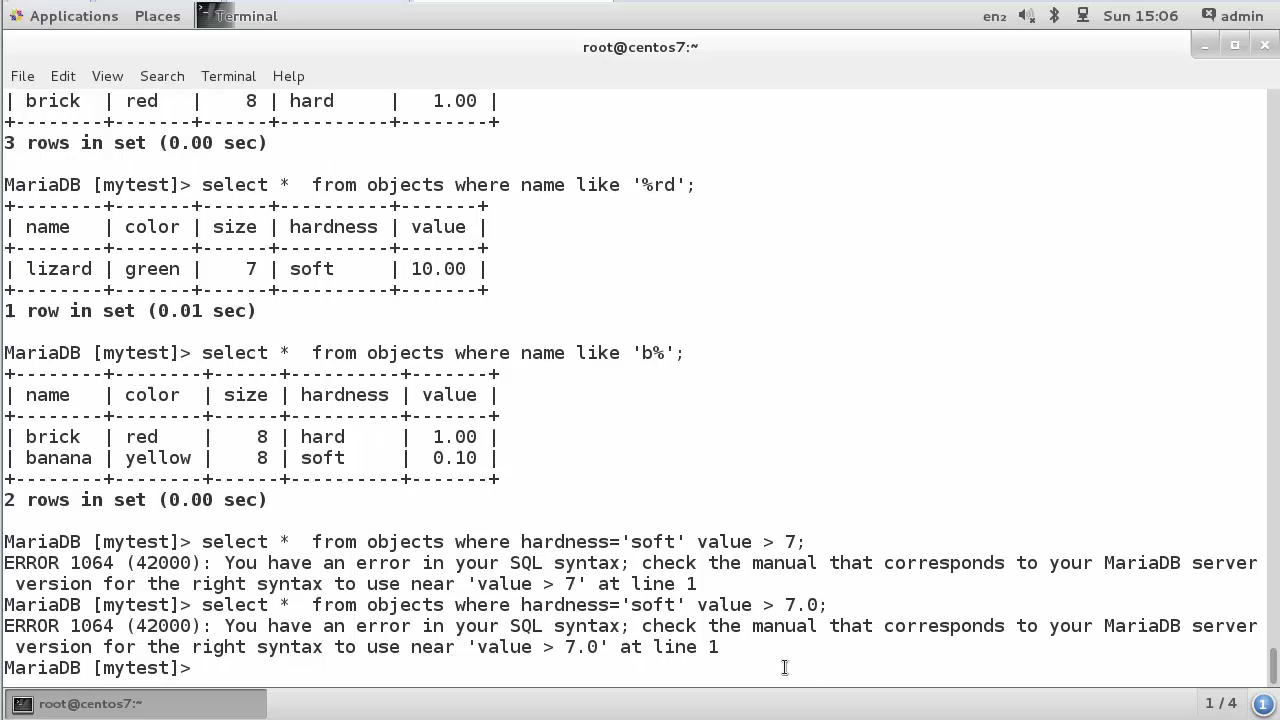 Applications Places Terminal en₂ Sun 15:06 admin
root@centos7:~
File Edit View Search Terminal Help
| brick  | red    |    8 | hard     |   1.00 |
+--------+-------+------+----------+--------+
3 rows in set (0.00 sec)
MariaDB [mytest]> select *  from objects where name like '%rd';
+--------+-------+------+----------+-------+
| name   | color | size | hardness | value |
+--------+-------+------+----------+-------+
| lizard | green |    7 | soft     | 10.00 |
+--------+-------+------+----------+-------+
1 row in set (0.01 sec)
MariaDB [mytest]> select *  from objects where name like 'b%';
+--------+--------+------+----------+-------+
| name   | color  | size | hardness | value |
+--------+--------+------+----------+-------+
| brick  | red    |    8 | hard     |  1.00 |
| banana | yellow |    8 | soft     |  0.10 |
+--------+--------+------+----------+-------+
2 rows in set (0.00 sec)
MariaDB [mytest]> select *  from objects where hardness='soft' value > 7;
ERROR 1064 (42000): You have an error in your SQL syntax; check the manual that corresponds to your MariaDB server
 version for the right syntax to use near 'value > 7' at line 1
MariaDB [mytest]> select *  from objects where hardness='soft' value > 7.0;
ERROR 1064 (42000): You have an error in your SQL syntax; check the manual that corresponds to your MariaDB server
 version for the right syntax to use near 'value > 7.0' at line 1
MariaDB [mytest]>
root@centos7:~ 1 / 4 1